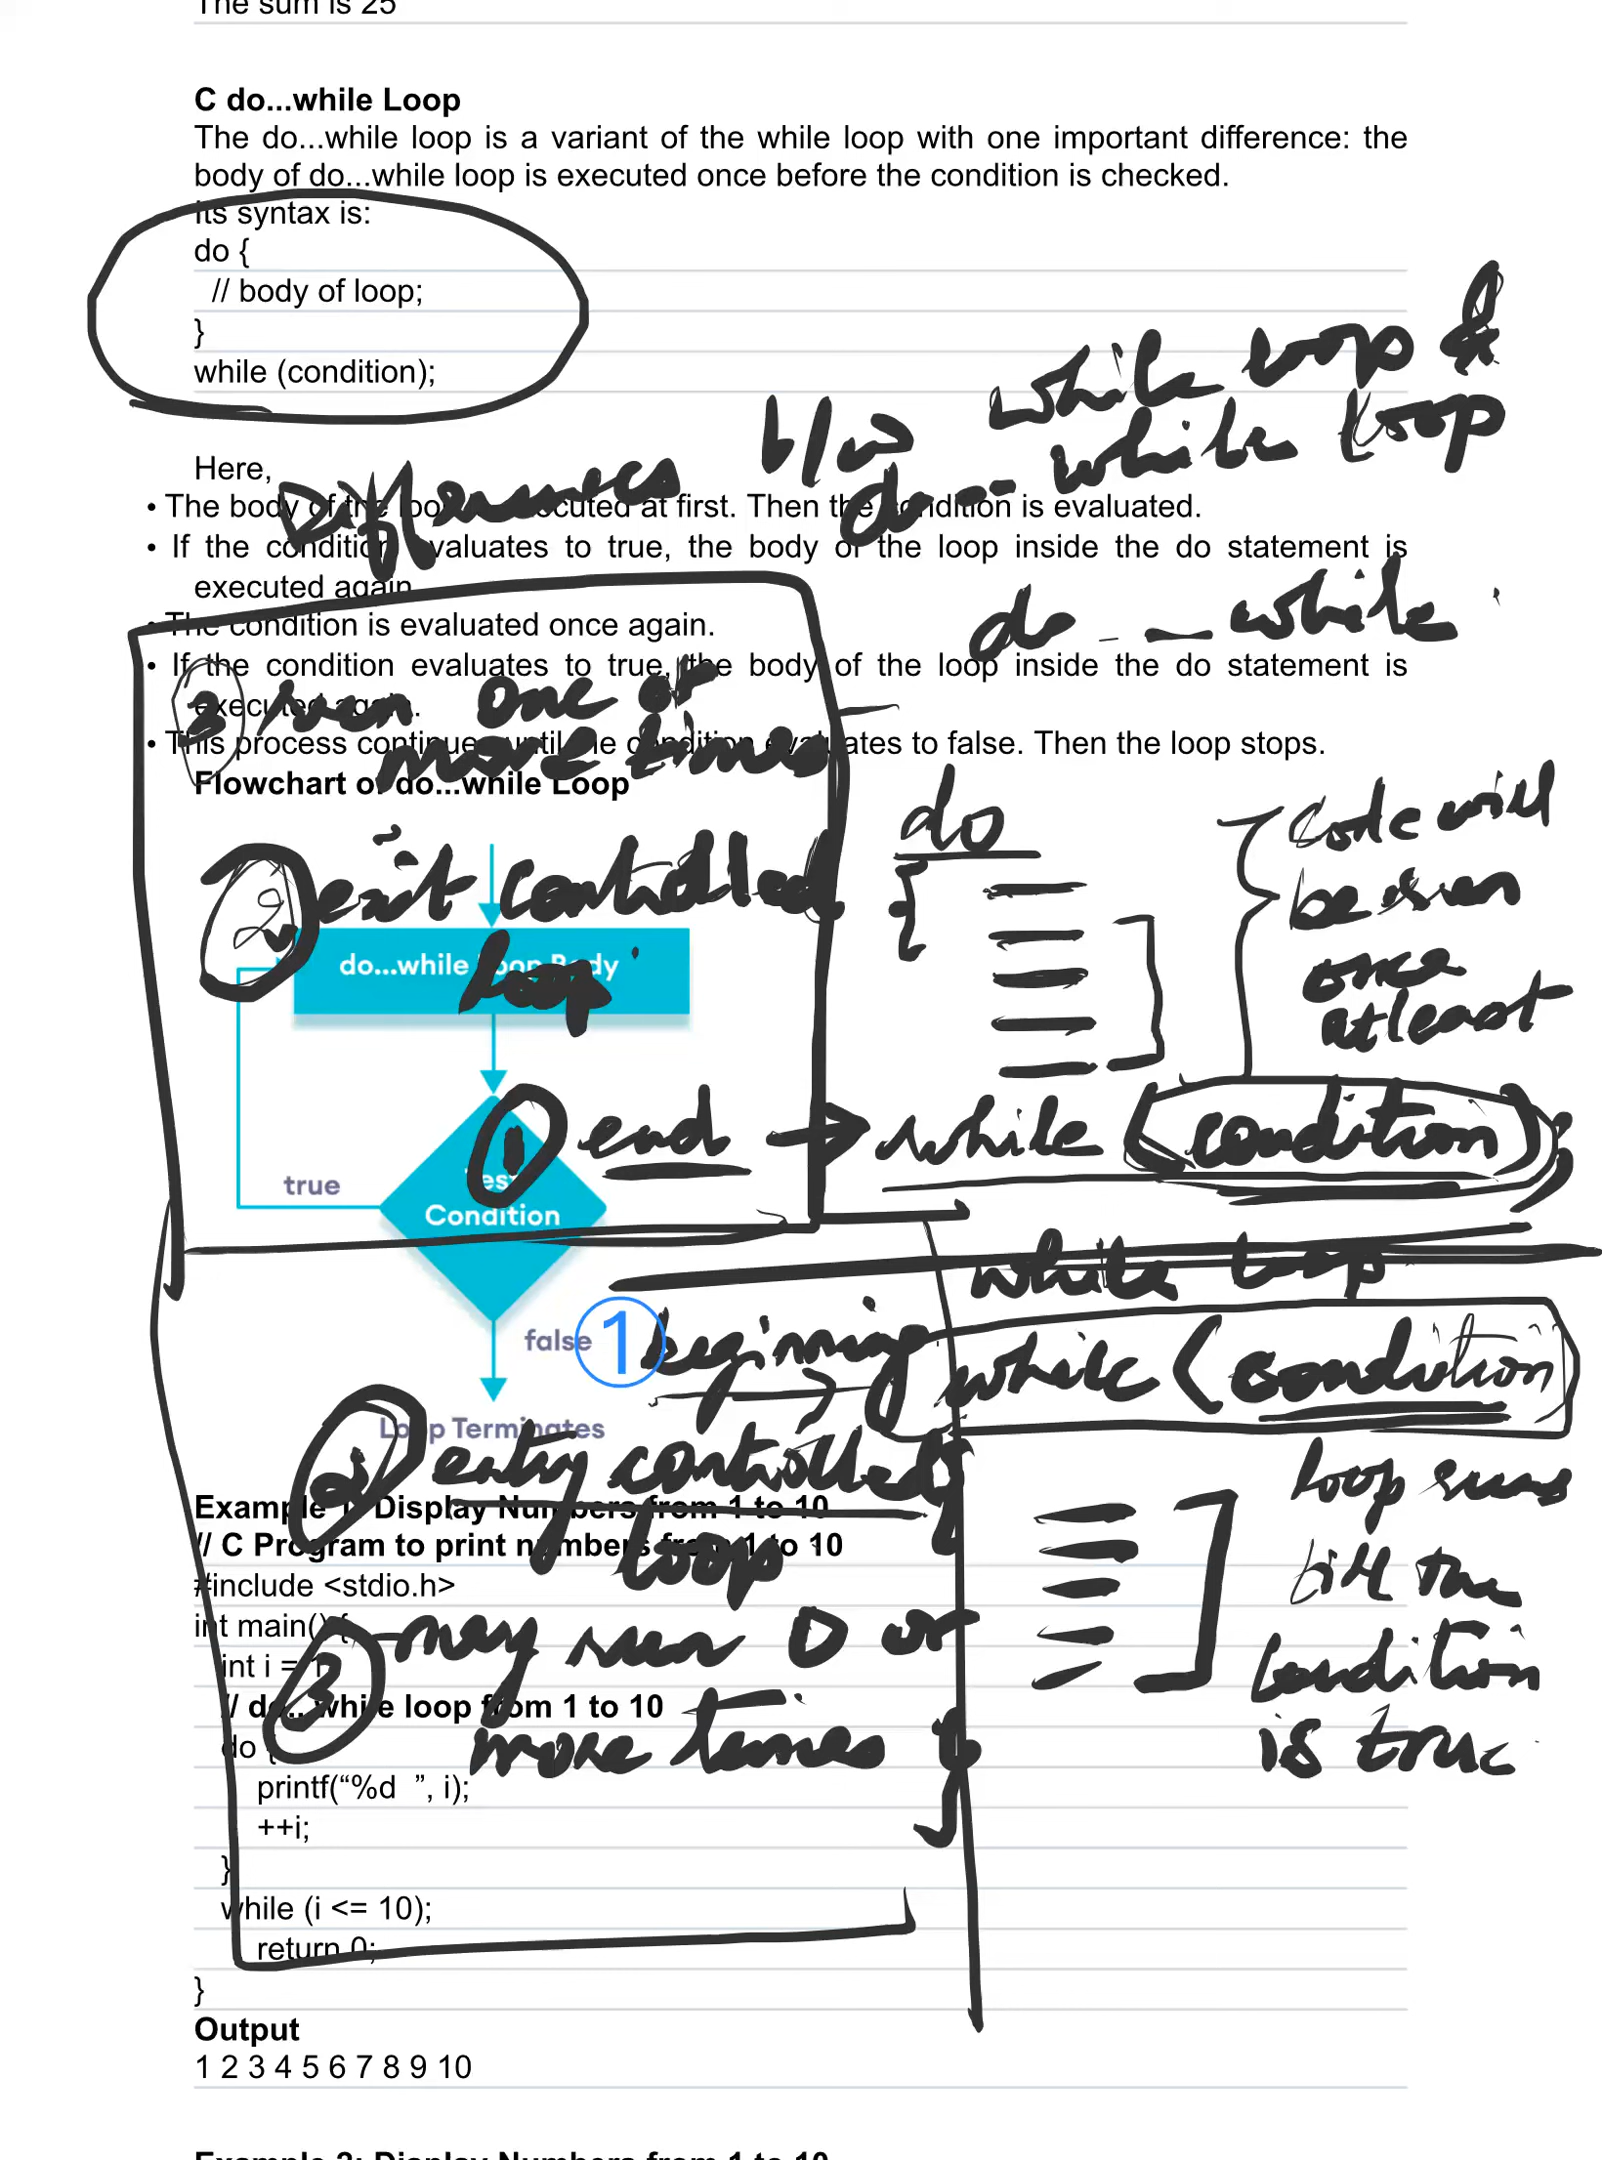 The sum is 25
C do...while Loop
The do...while loop is a variant of the while loop with one important difference: the
body of do...while loop is executed once before the condition is checked.
Its syntax is:
do {
// body of loop;
}
while (condition);
while loop &
Differences b/w do--- while loop
Here,
• The body of the loop executed at first. Then the condition is evaluated.
• If the condition evaluates to true, the body of the loop inside the do statement is
executed again.
do - - while
• The condition is evaluated once again.
• If the condition evaluates to true, the body of the loop inside the do statement is
executed again.
3 run one or
more times
• This process continues until the condition evaluates to false. Then the loop stops.
Flowchart of do...while Loop
do
{
code will
be run
once
atleast
2 exit controlled
loop
do...while Loop Body
1 end → while (condition);
true
Test
Condition
while loop
false
1 beginning while (condition)
Loop Terminates
2 entry controlled
loop
{
loop runs
till the
condition
is true
Example 1: Display Numbers from 1 to 10
// C Program to print numbers from 1 to 10
#include <stdio.h>
int main() {
3 may run 0 or
more times
}
int i = 1
// do...while loop from 1 to 10
do {
printf(“%d ”, i);
++i;
}
while (i <= 10);
return 0;
}
Output
1 2 3 4 5 6 7 8 9 10
Example 2: Display Numbers from 1 to 10